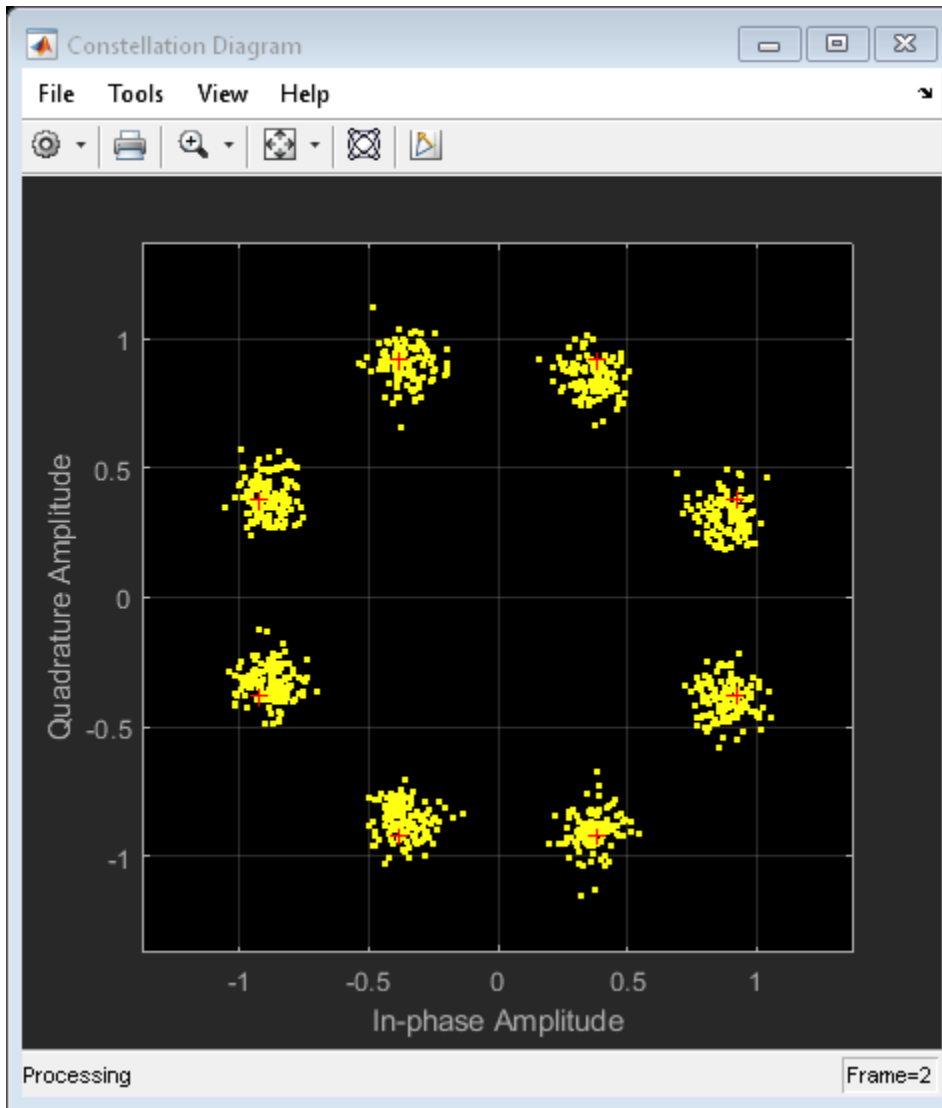 Constellation Diagram
File Tools View Help
1
0.5
0
-0.5
-1
Quadrature Amplitude
-1 -0.5 0 0.5 1
In-phase Amplitude
Processing Frame=2